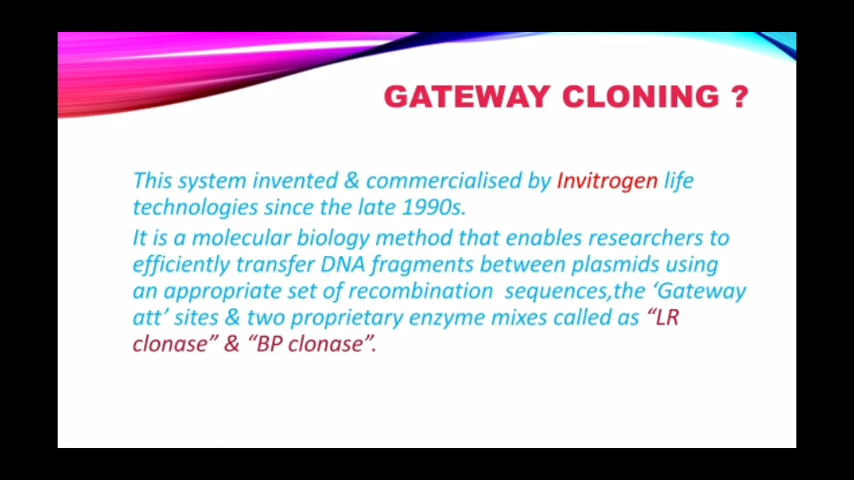 GATEWAY CLONING ?
This system invented & commercialised by Invitrogen life
technologies since the late 1990s.
It is a molecular biology method that enables researchers to
efficiently transfer DNA fragments between plasmids using
an appropriate set of recombination  sequences,the ‘Gateway
att’ sites & two proprietary enzyme mixes called as “LR
clonase” & “BP clonase”.